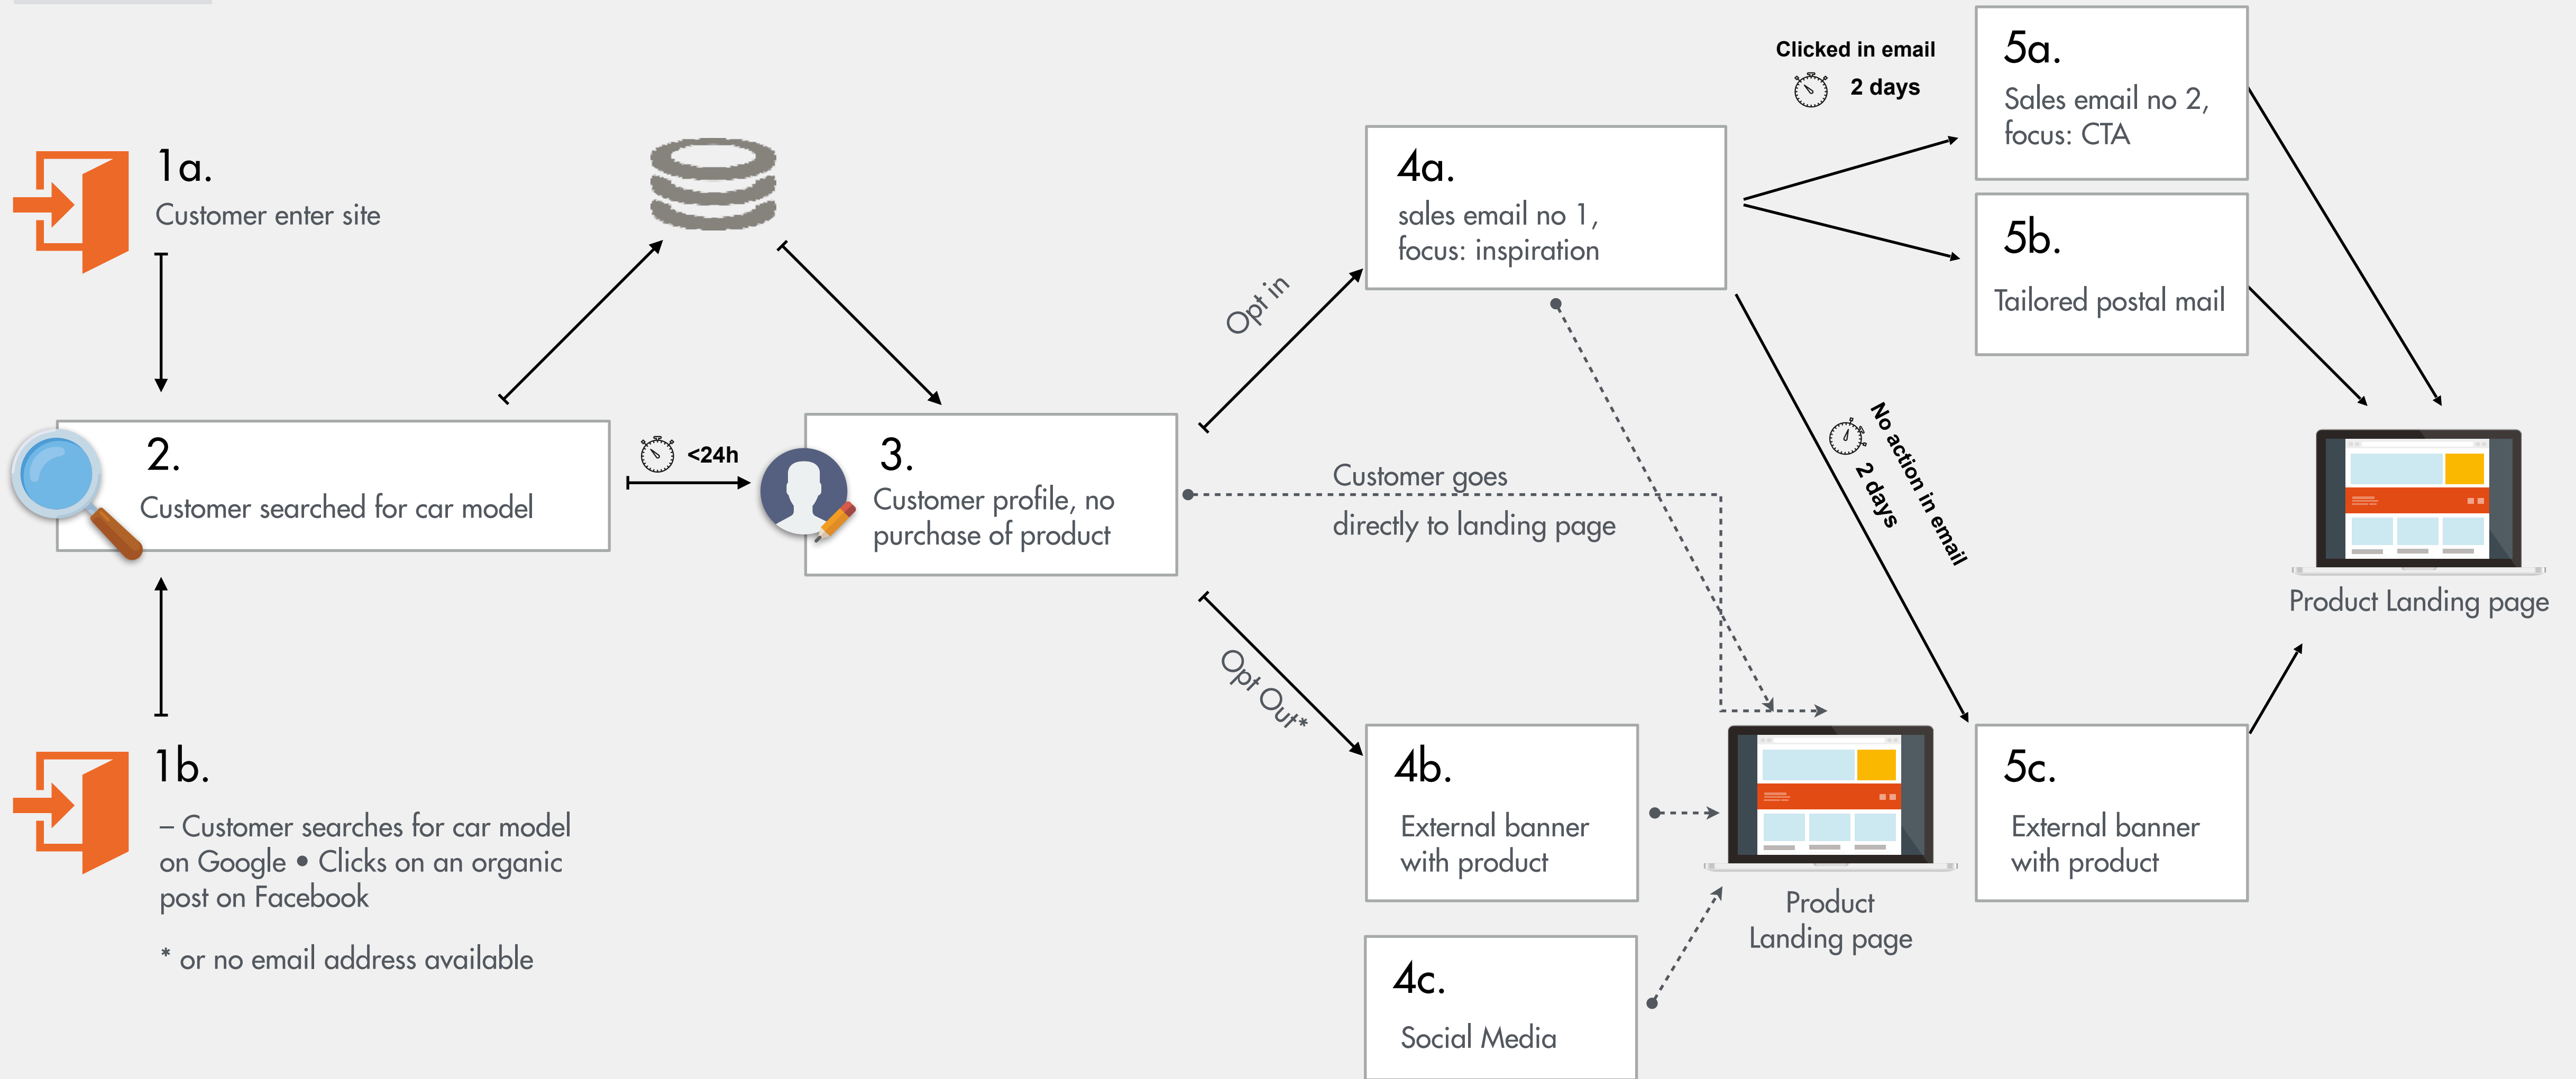 1a.
Customer enter site
2.
Customer searched for car model
1b.
– Customer searches for car model
on Google • Clicks on an organic
post on Facebook
* or no email address available
<24h
3.
Customer profile, no
purchase of product
Opt in
Customer goes
directly to landing page
Opt Out*
4a.
sales email no 1,
focus: inspiration
4b.
External banner
with product
4c.
Social Media
Product
Landing page
Clicked in email
2 days
No action in email
2 days
5a.
Sales email no 2,
focus: CTA
5b.
Tailored postal mail
5c.
External banner
with product
Product Landing page